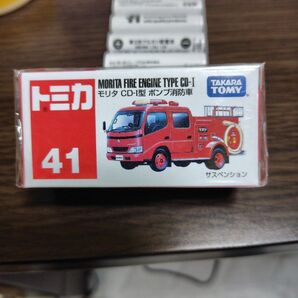 トミカ
41
MORITA FIRE ENGINE TYPE CD-I
モリタ CD-I型 ポンプ消防車
TAKARA
TOMY
サスペンション